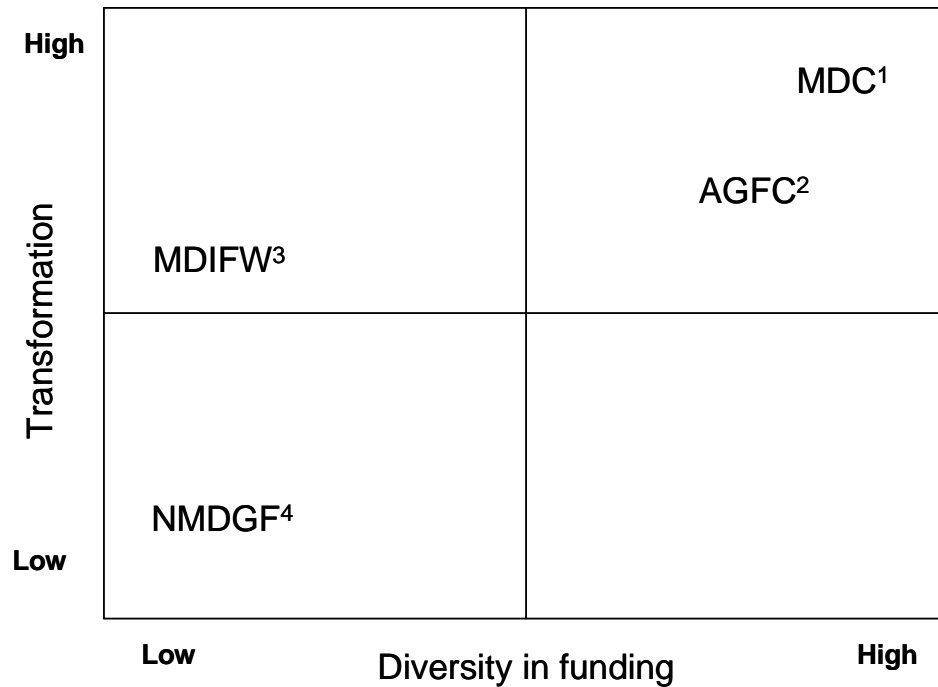 High
MDC¹
AGFC²
Transformation
MDIFW³
NMDGF⁴
Low
Low
Diversity in funding
High